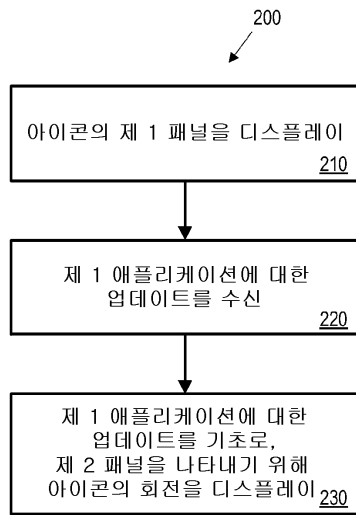 200
아이콘의 제 1 패널을 디스플레이
210
제 1 애플리케이션에 대한
업데이트를 수신
220
제 1 애플리케이션에 대한
업데이트를 기초로,
제 2 패널을 나타내기 위해
아이콘의 회전을 디스플레이
230